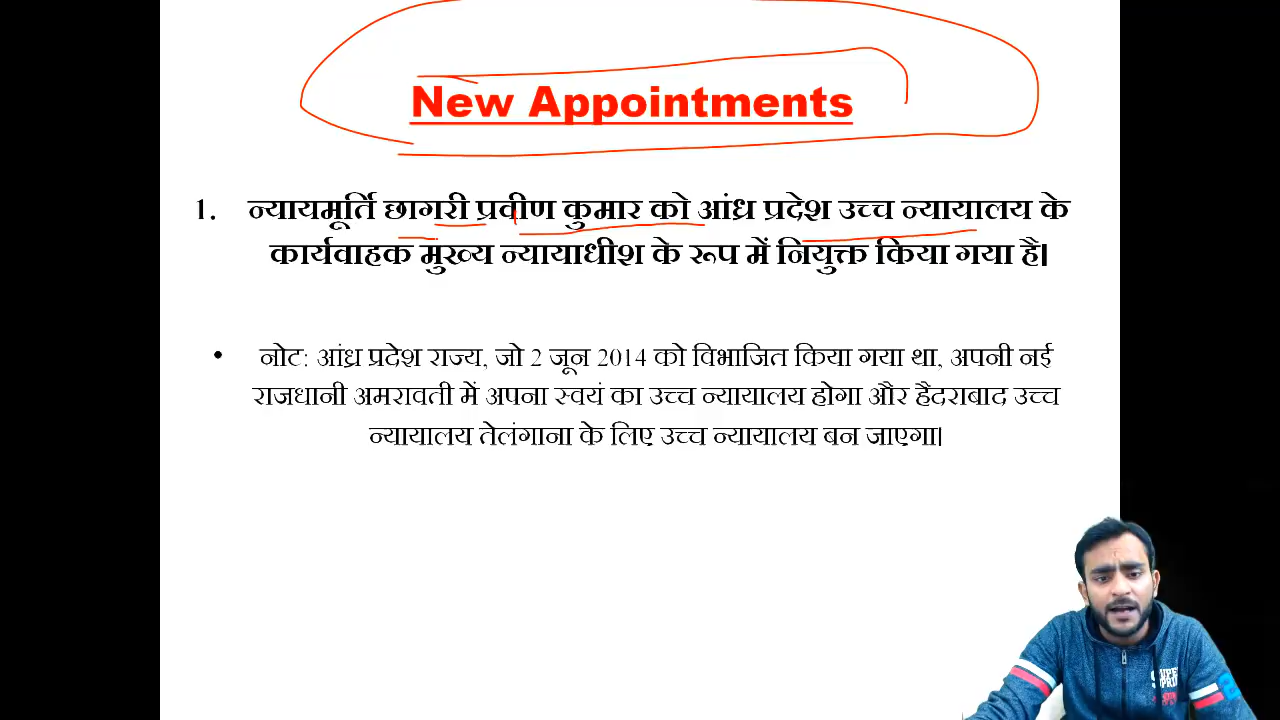 New Appointments
1. न्यायमूर्ति छागरी प्रवीण कुमार को आंध्र प्रदेश उच्च न्यायालय के
कार्यवाहक मुख्य न्यायाधीश के रूप में नियुक्त किया गया है।
• नोट: आंध्र प्रदेश राज्य, जो 2 जून 2014 को विभाजित किया गया था, अपनी नई
राजधानी अमरावती में अपना स्वयं का उच्च न्यायालय होगा और हैदराबाद उच्च
न्यायालय तेलंगाना के लिए उच्च न्यायालय बन जाएगा।